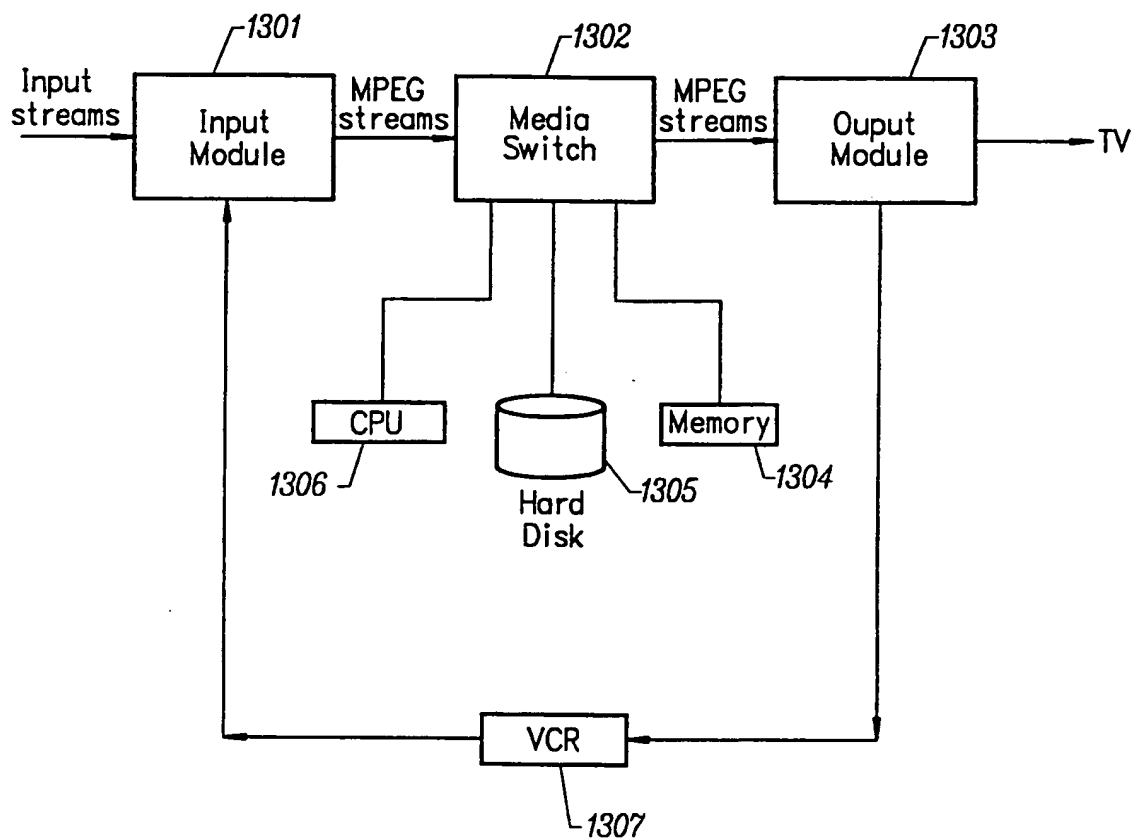 1301
1302
1303
Input
streams
Input
Module
MPEG
streams
Media
Switch
MPEG
streams
Ouput
Module
TV
CPU
1306
Hard
Disk
1305
Memory
1304
VCR
1307